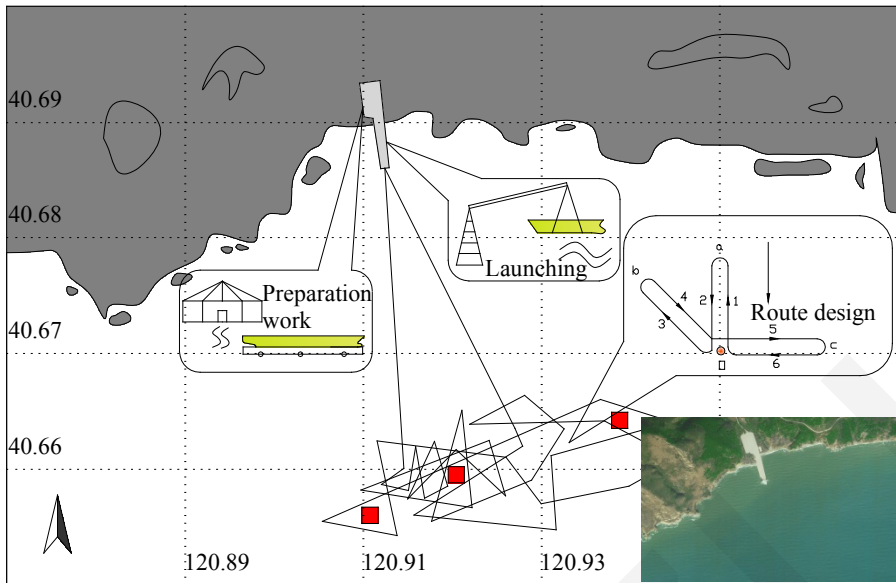 40.69
40.68
40.67
40.66
120.89
120.91
120.93
Preparation
work
Launching
Route design
a
b
c
1
2
3
4
5
6